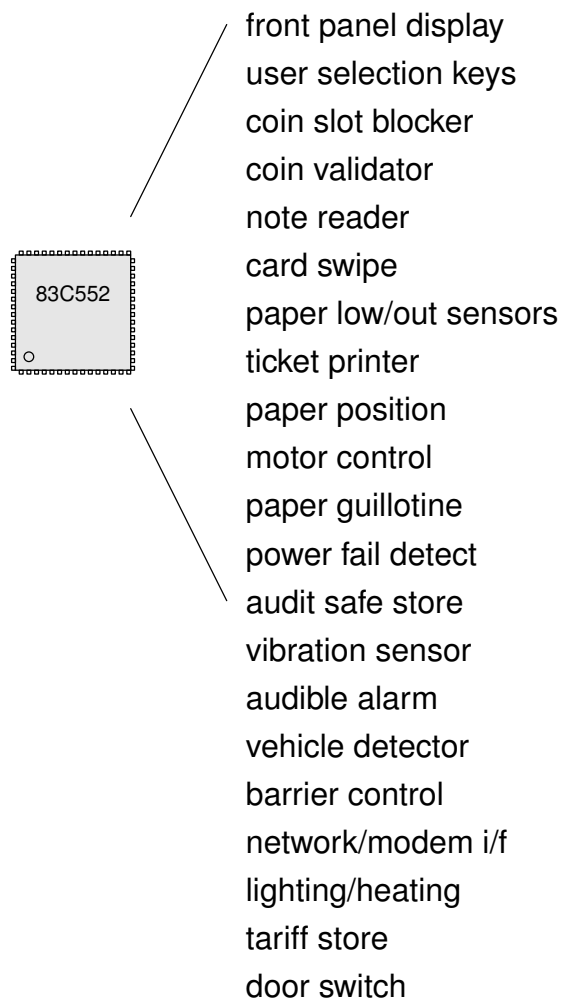 front panel display
user selection keys
coin slot blocker
coin validator
note reader
card swipe
83C552
paper low/out sensors
ticket printer
paper position
motor control
paper guillotine
power fail detect
audit safe store
vibration sensor
audible alarm
vehicle detector
barrier control
network/modem i/f
lighting/heating
tariff store
door switch